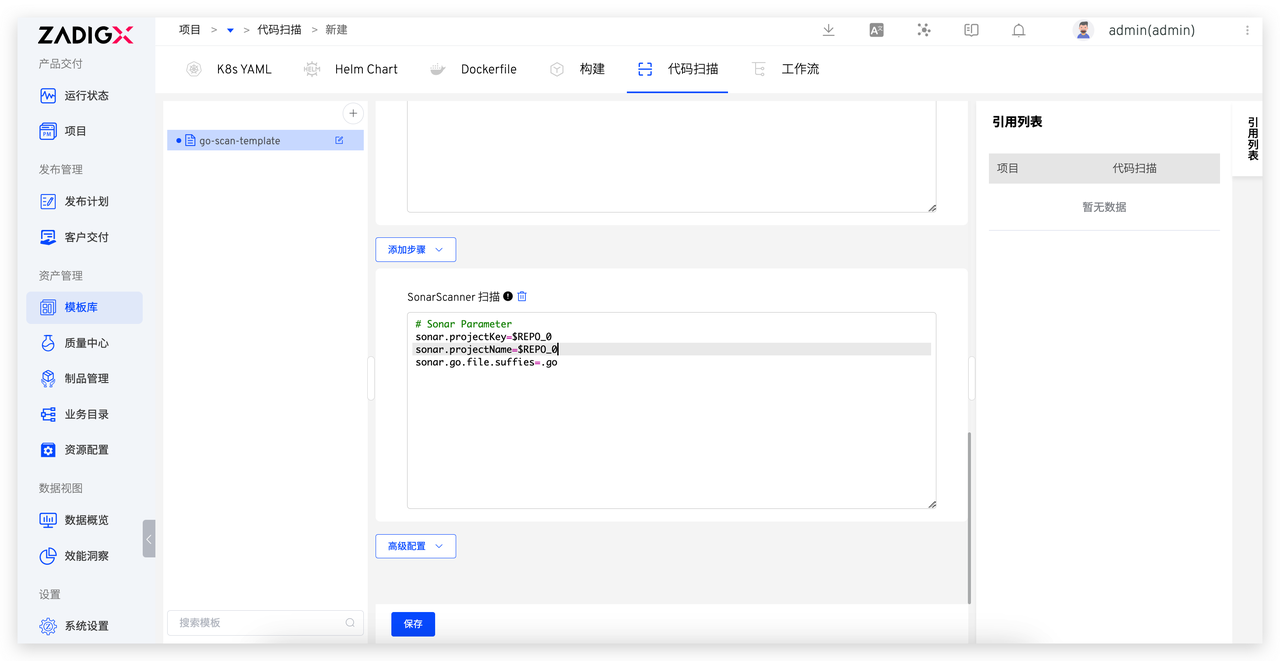 ZADIGX
产品交付
运行状态
项目
发布管理
发布计划
客户交付
资产管理
模板库
质量中心
制品管理
业务目录
资源配置
数据视图
数据概览
效能洞察
设置
系统设置
项目 > > 代码扫描 > 新建
admin(admin)
K8s YAML
HELM
Helm Chart
Dockerfile
构建
代码扫描
工作流
go-scan-template
搜索模板
添加步骤
SonarScanner 扫描
# Sonar Parameter
sonar.projectKey=$REPO_0
sonar.projectName=$REPO_0
sonar.go.file.suffies=.go
高级配置
保存
引用列表
项目 代码扫描
暂无数据
引用列表